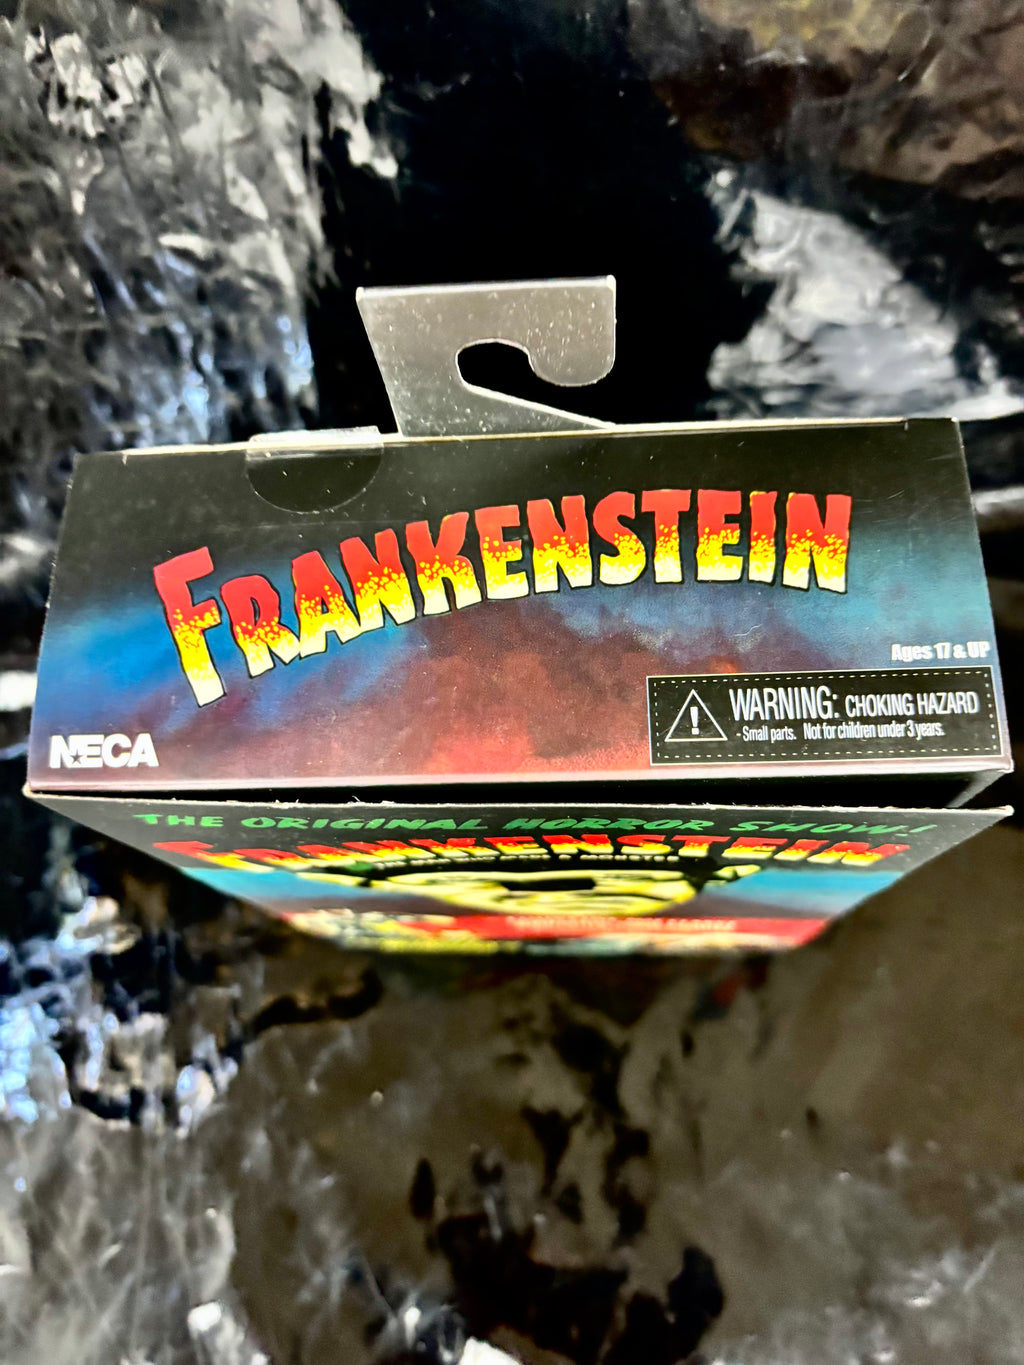 FRANKENSTEIN
Ages 17 & UP
WARNING: CHOKING HAZARD
- Small parts. Not for children under 3 years.
NECA
THE ORIGINAL HORROR SHOW!
FRANKENSTEIN